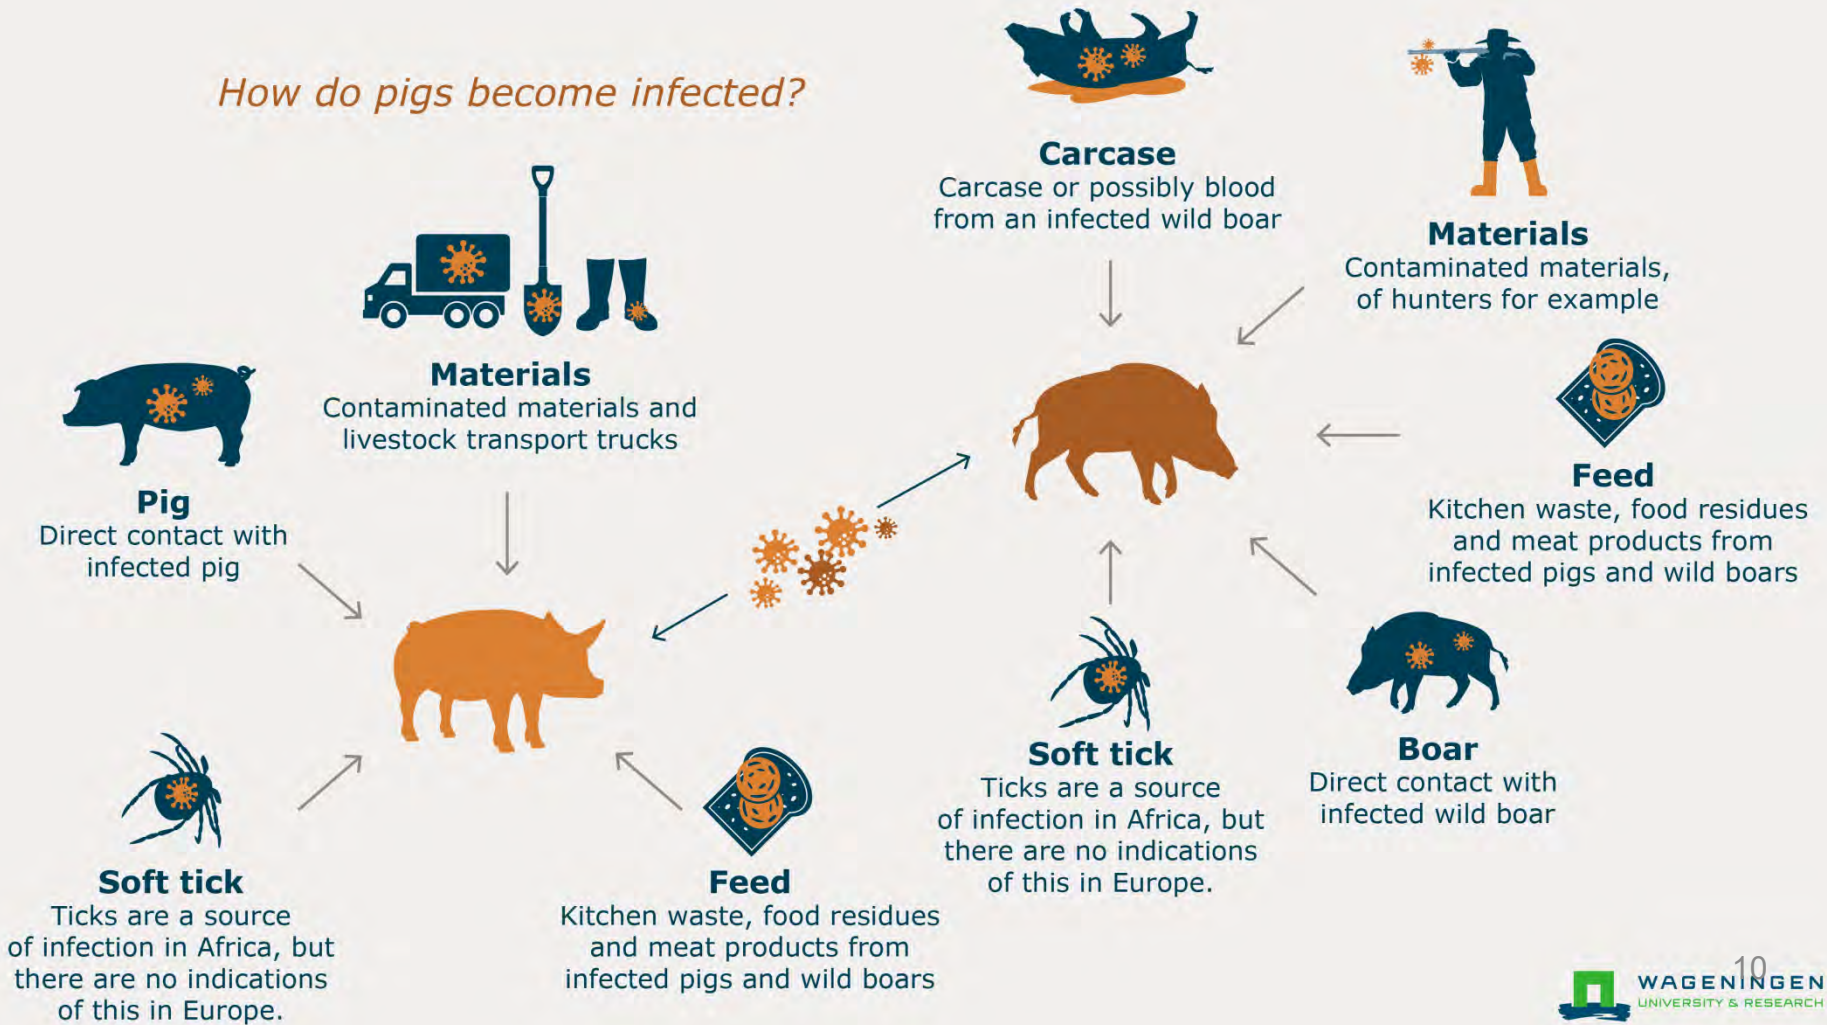 How do pigs become infected?
Materials
Contaminated materials and
livestock transport trucks
Pig
Direct contact with
infected pig
Soft tick
Ticks are a source
of infection in Africa, but
there are no indications
of this in Europe.
Feed
Kitchen waste, food residues
and meat products from
infected pigs and wild boars
Carcase
Carcase or possibly blood
from an infected wild boar
Materials
Contaminated materials,
of hunters for example
Feed
Kitchen waste, food residues
and meat products from
infected pigs and wild boars
Soft tick
Ticks are a source
of infection in Africa, but
there are no indications
of this in Europe.
Boar
Direct contact with
infected wild boar
10
WAGENINGEN
UNIVERSITY & RESEARCH